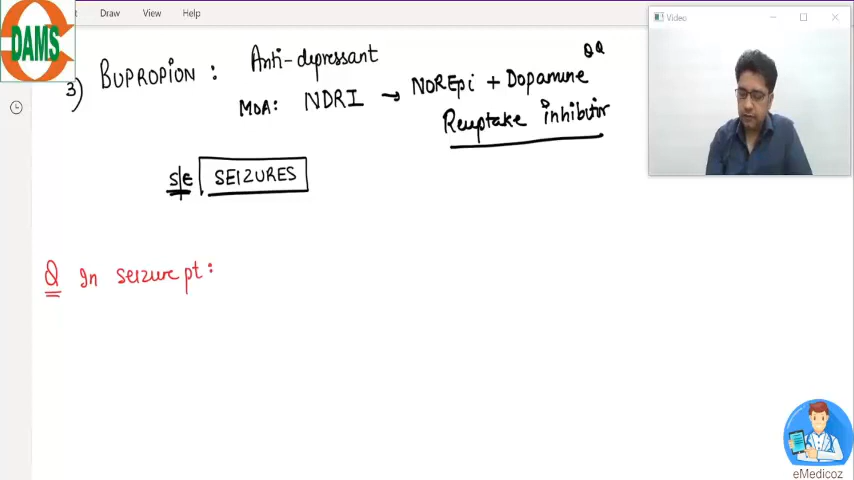 DAMS
Draw View Help
Video
3) BUPROPION : Anti-depressant
MOA: NDRI → NOREpi + Dopamine
Reuptake inhibitor
s/e SEIZURES
Q In seizure pt:
eMedicoz